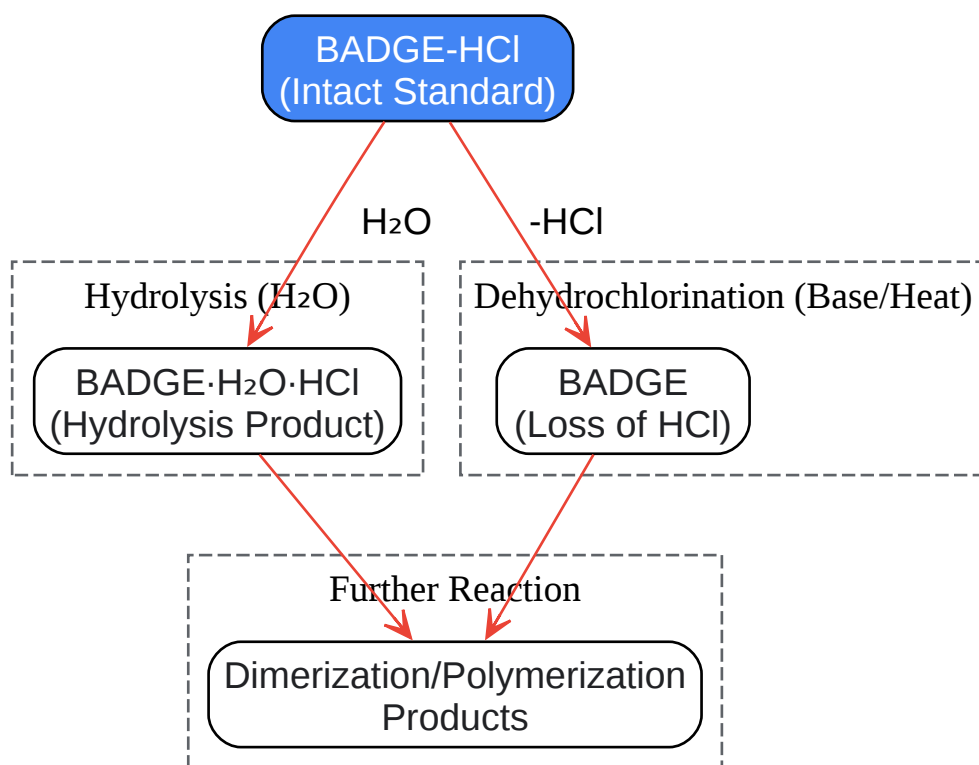 BADGE-HCl
(Intact Standard)
H₂O
-HCl
Hydrolysis (H₂O)
Dehydrochlorination (Base/Heat)
BADGE·H₂O·HCl
(Hydrolysis Product)
BADGE
(Loss of HCl)
Further Reaction
Dimerization/Polymerization
Products